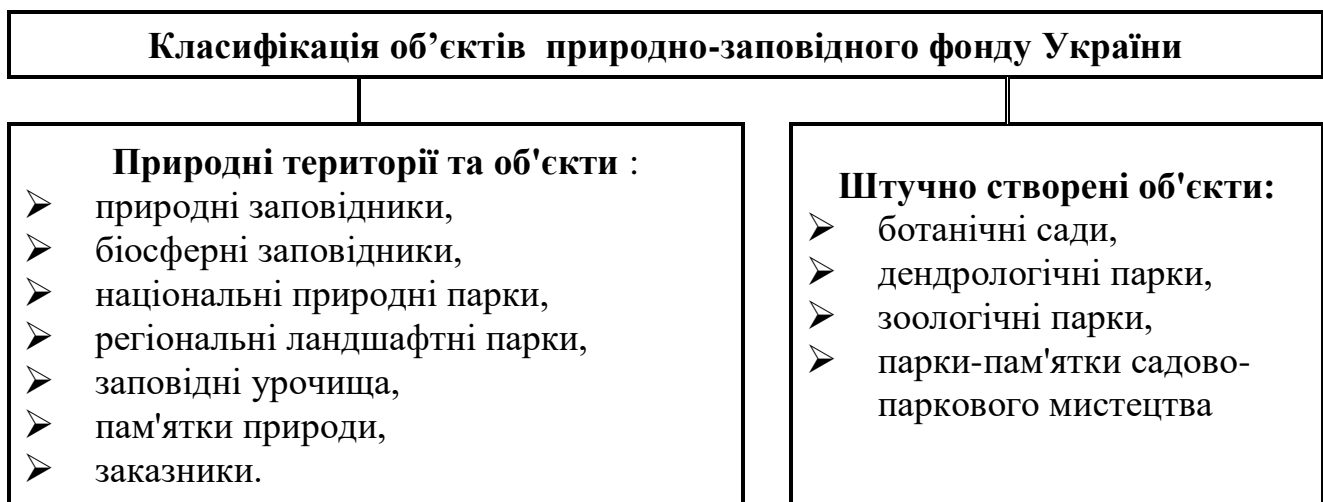 Класифікація об’єктів природно-заповідного фонду України
Природні території та об'єкти :
➢ природні заповідники,
➢ біосферні заповідники,
➢ національні природні парки,
➢ регіональні ландшафтні парки,
➢ заповідні урочища,
➢ пам'ятки природи,
➢ заказники.
Штучно створені об'єкти:
➢ ботанічні сади,
➢ дендрологічні парки,
➢ зоологічні парки,
➢ парки-пам'ятки садово-
паркового мистецтва